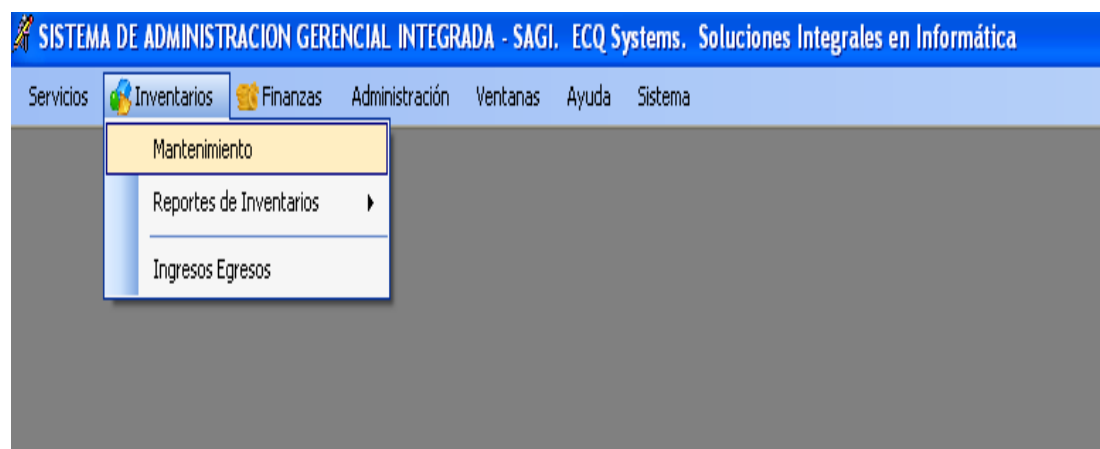 SISTEMA DE ADMINISTRACION GERENCIAL INTEGRADA - SAGI. ECQ Systems. Soluciones Integrales en Informática
Servicios Inventarios Finanzas Administración Ventanas Ayuda Sistema
Mantenimiento
Reportes de Inventarios
Ingresos Egresos